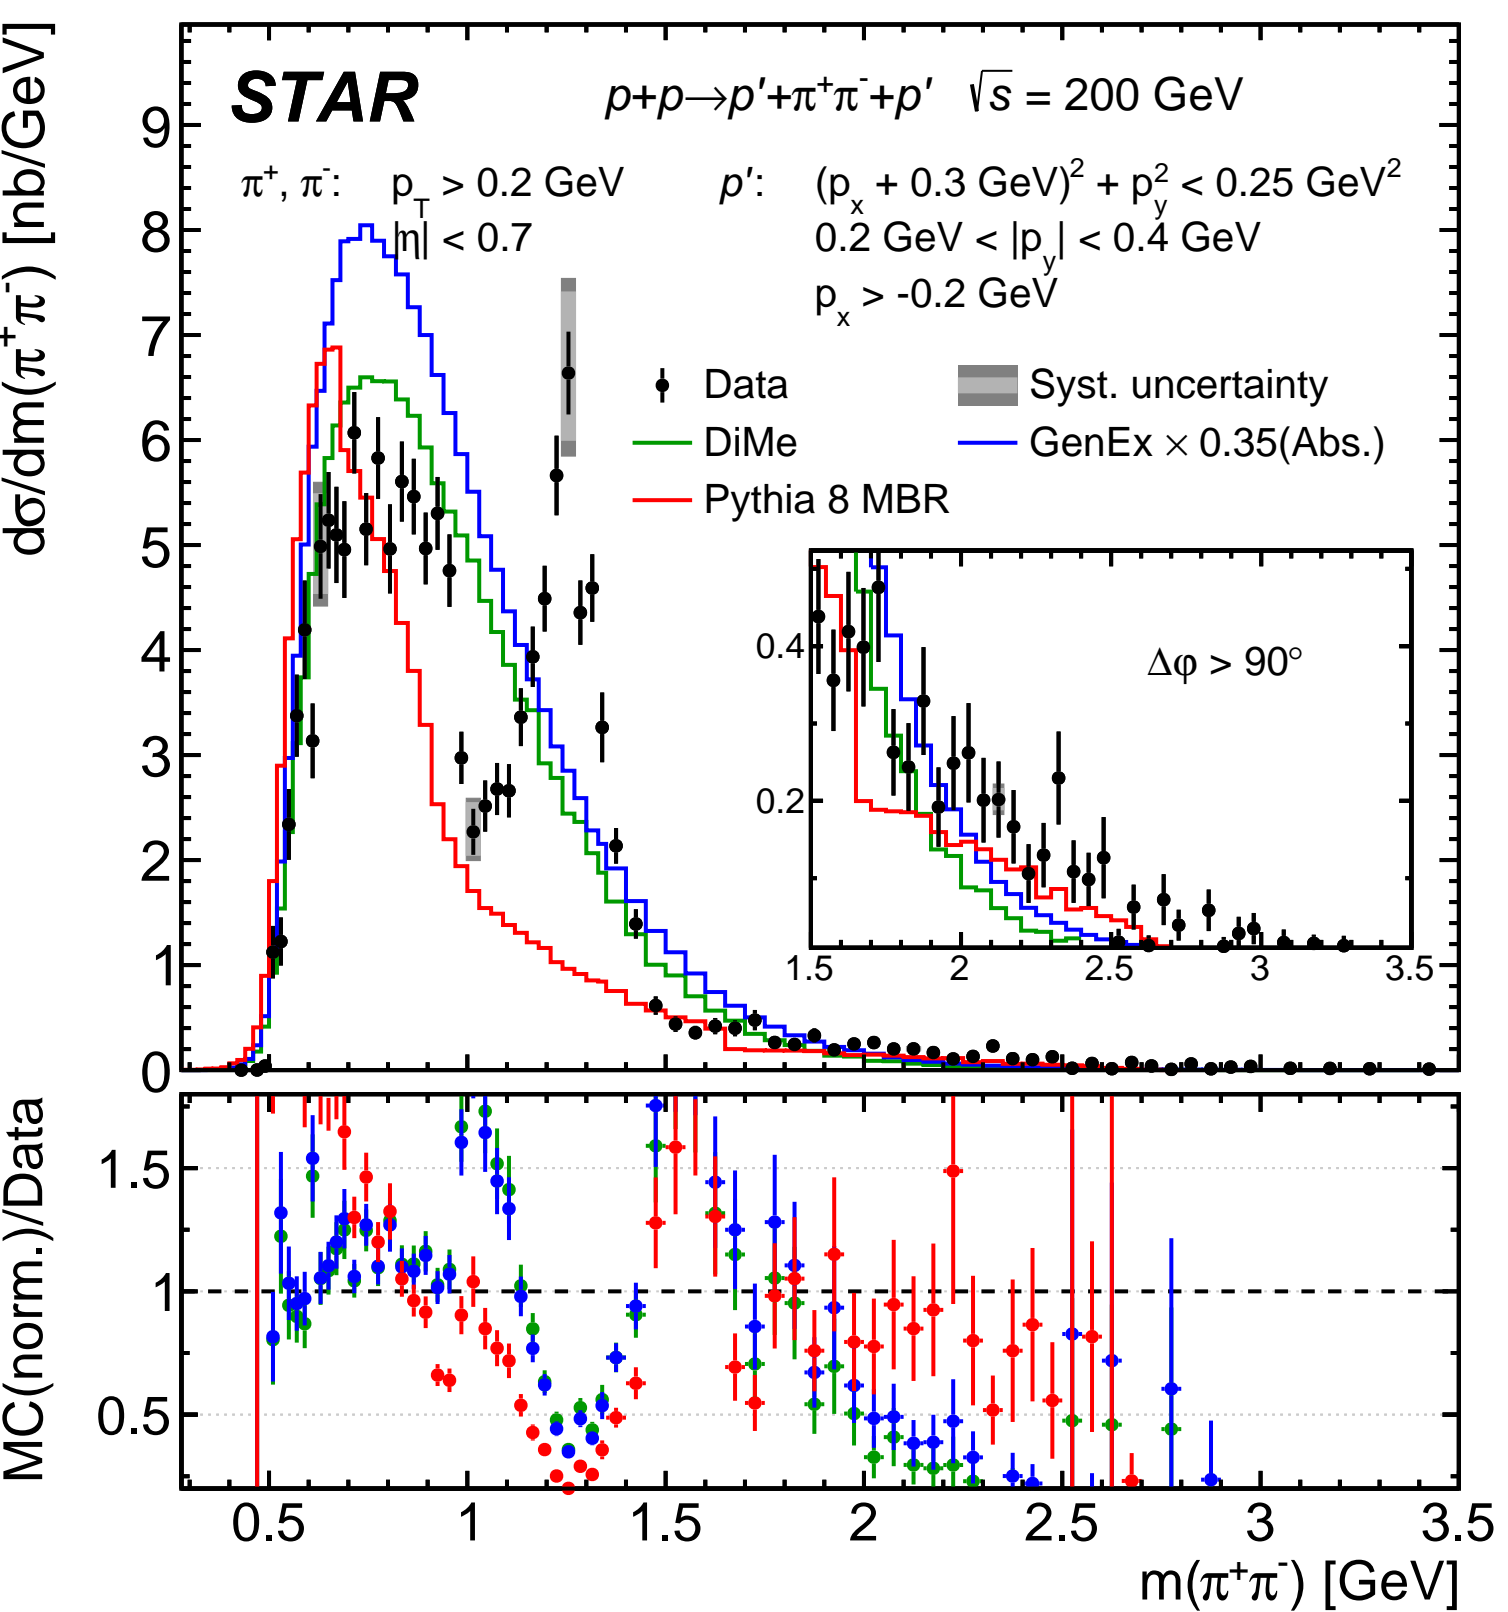 STAR p+p→p′+π⁺π⁻+p′ √s = 200 GeV
π⁺, π⁻: p_T > 0.2 GeV p′: (p_x + 0.3 GeV)² + p_y² < 0.25 GeV²
|η| < 0.7 0.2 GeV < |p_y| < 0.4 GeV
p_x > -0.2 GeV
Data Syst. uncertainty
DiMe GenEx × 0.35(Abs.)
Pythia 8 MBR
dσ/dm(π⁺π⁻) [nb/GeV]
9
8
7
6
5
4
3
2
1
0
Δφ > 90°
0.4
0.2
1.5 2 2.5 3 3.5
MC(norm.)/Data
1.5
1
0.5
0.5 1 1.5 2 2.5 3 3.5
m(π⁺π⁻) [GeV]